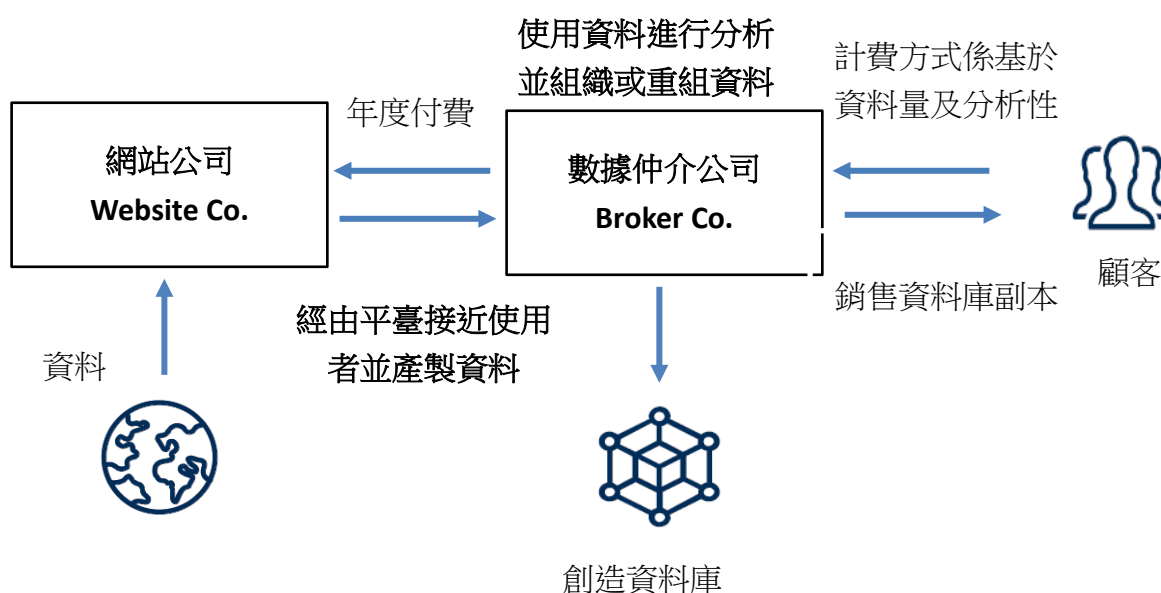 使用資料進行分析
並組織或重組資料
計費方式係基於
資料量及分析性
年度付費
網站公司
Website Co.
數據仲介公司
Broker Co.
顧客
銷售資料庫副本
經由平臺接近使用
者並產製資料
資料
創造資料庫